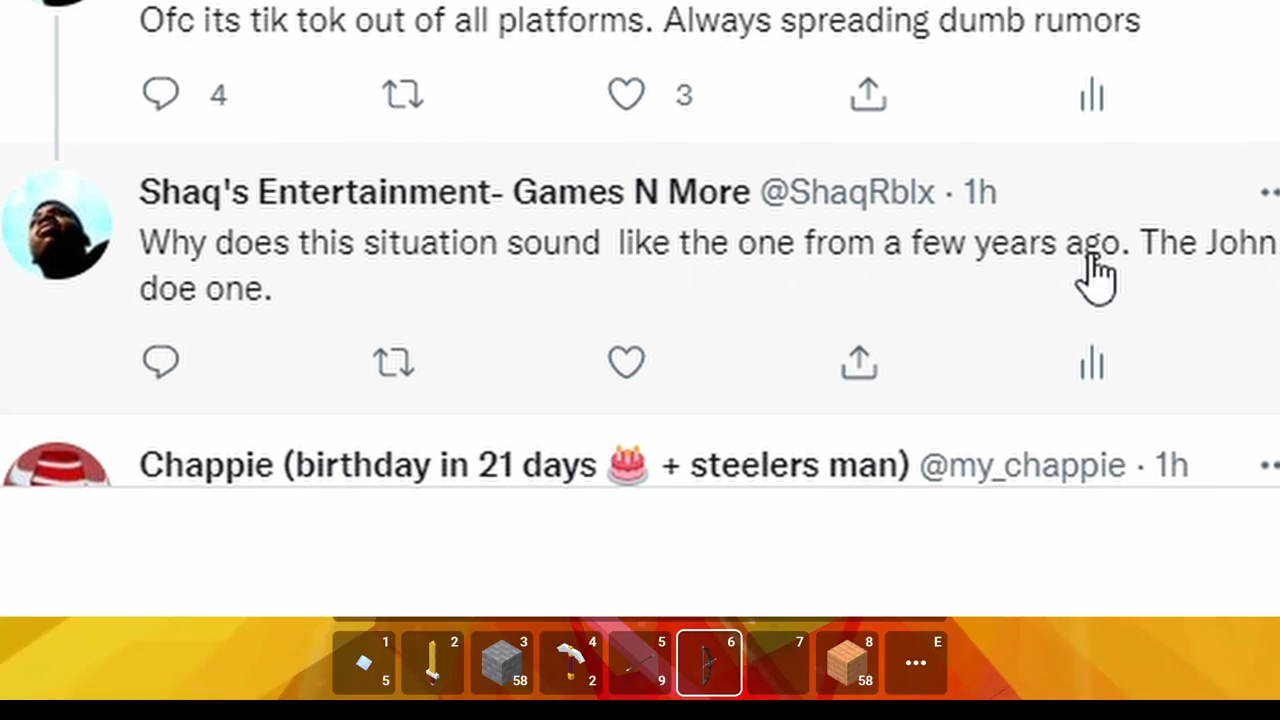 Ofc its tik tok out of all platforms. Always spreading dumb rumors
4 3
Shaq's Entertainment- Games N More @ShaqRblx · 1h
Why does this situation sound like the one from a few years ago. The John
doe one.
Chappie (birthday in 21 days 🎂 + steelers man) @my_chappie · 1h
1 2 3 4 5 6 7 8 E
5 58 2 9 58